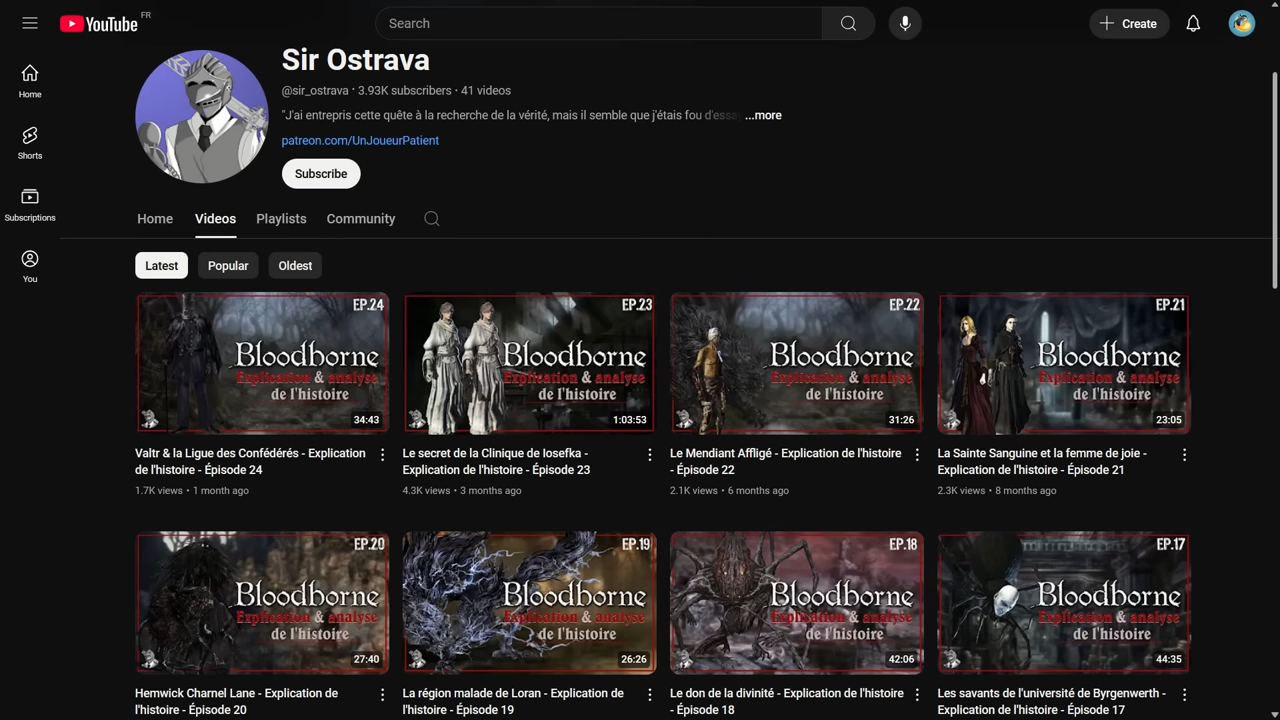 YouTube FR
Search
Create
Home
Shorts
Subscriptions
You
Sir Ostrava
@sir_ostrava • 3.93K subscribers • 41 videos
"J'ai entrepris cette quête à la recherche de la vérité, mais il semble que j'étais fou d'essay ...more
patreon.com/UnJoueurPatient
Subscribe
Home Videos Playlists Community
Latest Popular Oldest
EP.24
Bloodborne
Explication & analyse
de l'histoire
34:43
EP.23
Bloodborne
Explication & analyse
de l'histoire
1:03:53
EP.22
Bloodborne
Explication & analyse
de l'histoire
31:26
EP.21
Bloodborne
Explication & analyse
de l'histoire
23:05
Valtr & la Ligue des Confédérés - Explication
de l'histoire - Épisode 24
1.7K views • 1 month ago
Le secret de la Clinique de Iosefka -
Explication de l'histoire - Épisode 23
4.3K views • 3 months ago
Le Mendiant Affligé - Explication de l'histoire
- Épisode 22
2.1K views • 6 months ago
La Sainte Sanguine et la femme de joie -
Explication de l'histoire - Épisode 21
2.3K views • 8 months ago
EP.20
Bloodborne
Explication & analyse
de l'histoire
27:40
EP.19
Bloodborne
Explication & analyse
de l'histoire
26:26
EP.18
Bloodborne
Explication & analyse
de l'histoire
42:06
EP.17
Bloodborne
Explication & analyse
de l'histoire
44:35
Hemwick Charnel Lane - Explication de
l'histoire - Épisode 20
La région malade de Loran - Explication de
l'histoire - Épisode 19
Le don de la divinité - Explication de l'histoire
- Épisode 18
Les savants de l'université de Byrgenwerth -
Explication de l'histoire - Épisode 17